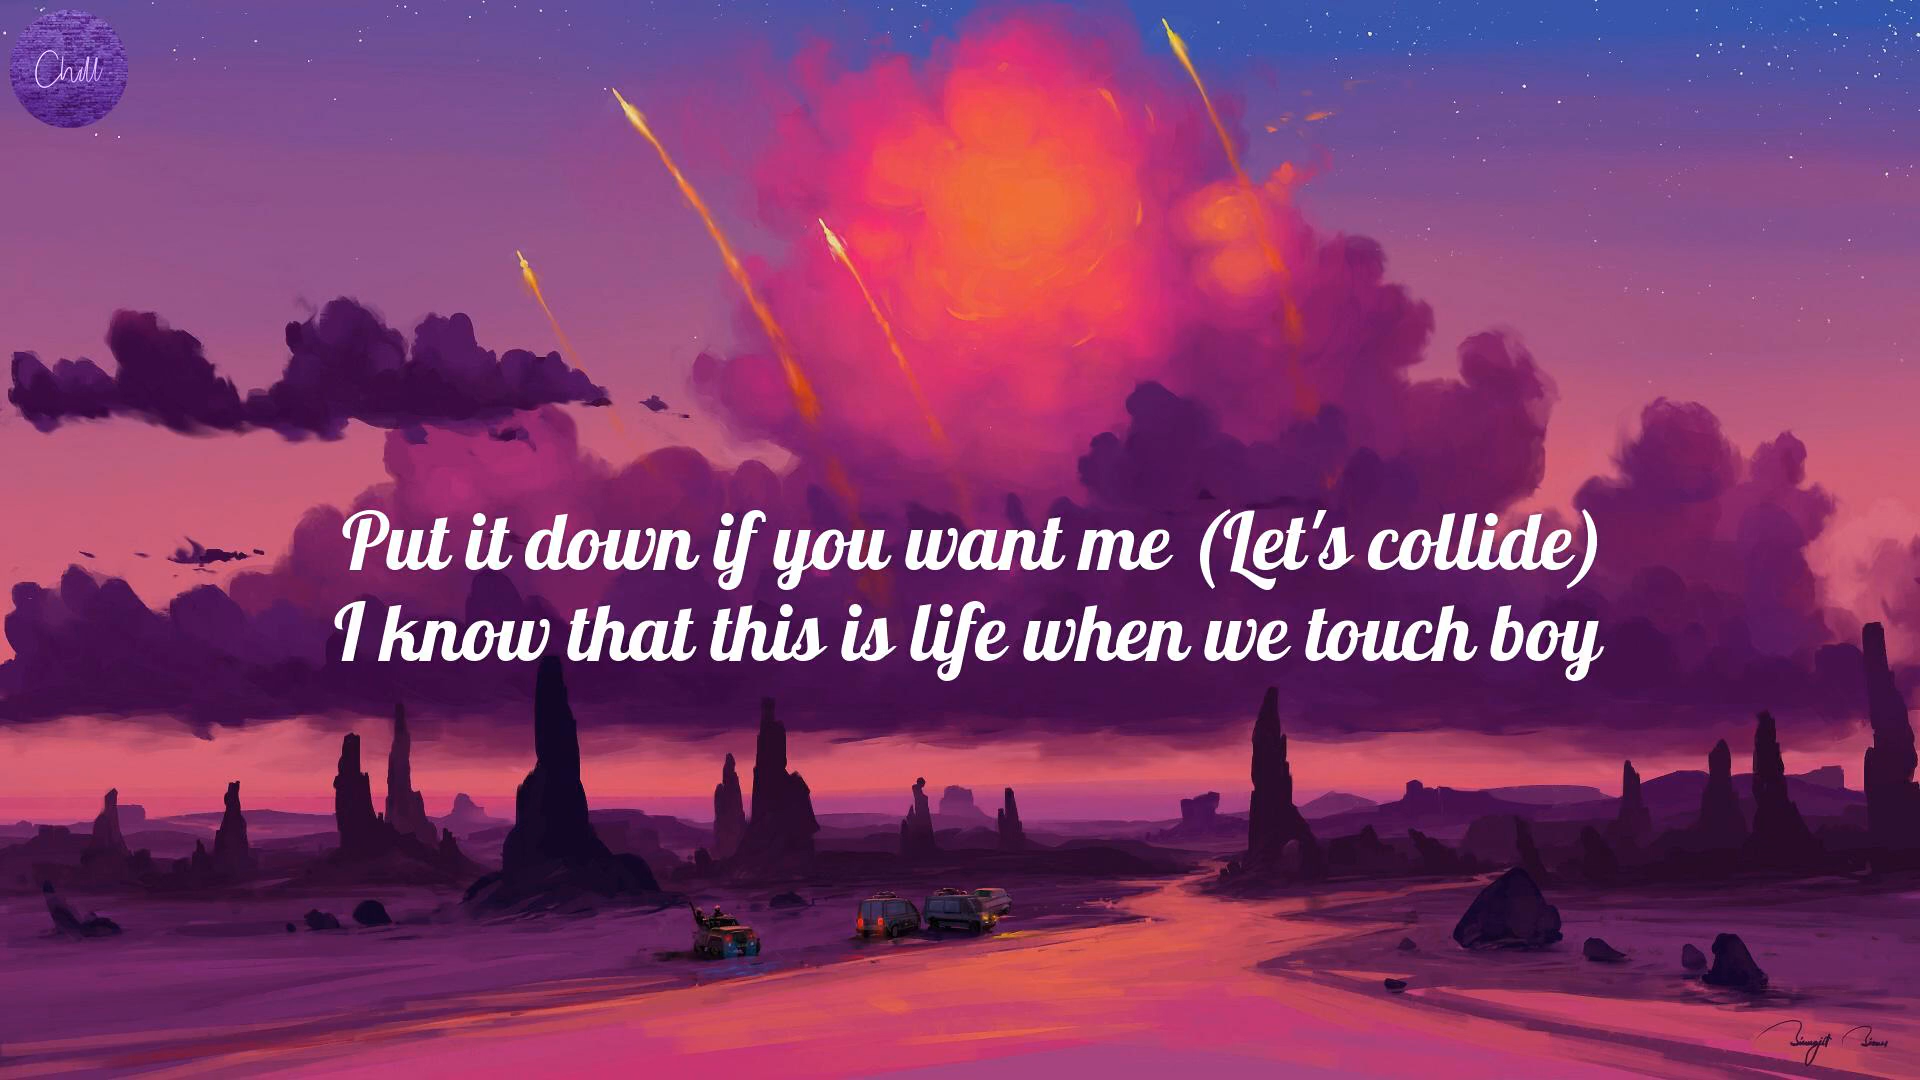 Chill
Put it down if you want me (Let's collide)
I know that this is life when we touch boy